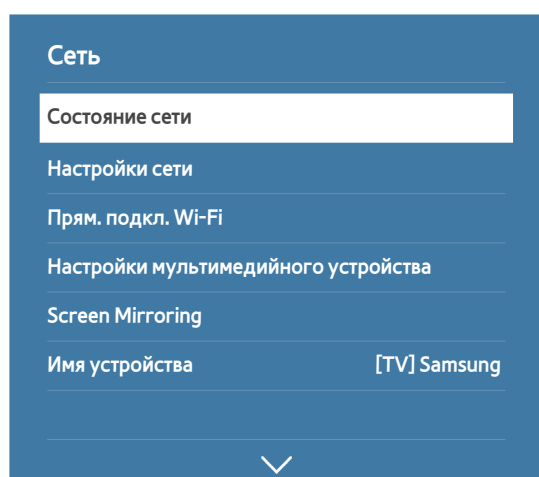 Сеть
Состояние сети
Настройки сети
Прям. подкл. Wi-Fi
Настройки мультимедийного устройства
Screen Mirroring
Имя устройства [TV] Samsung